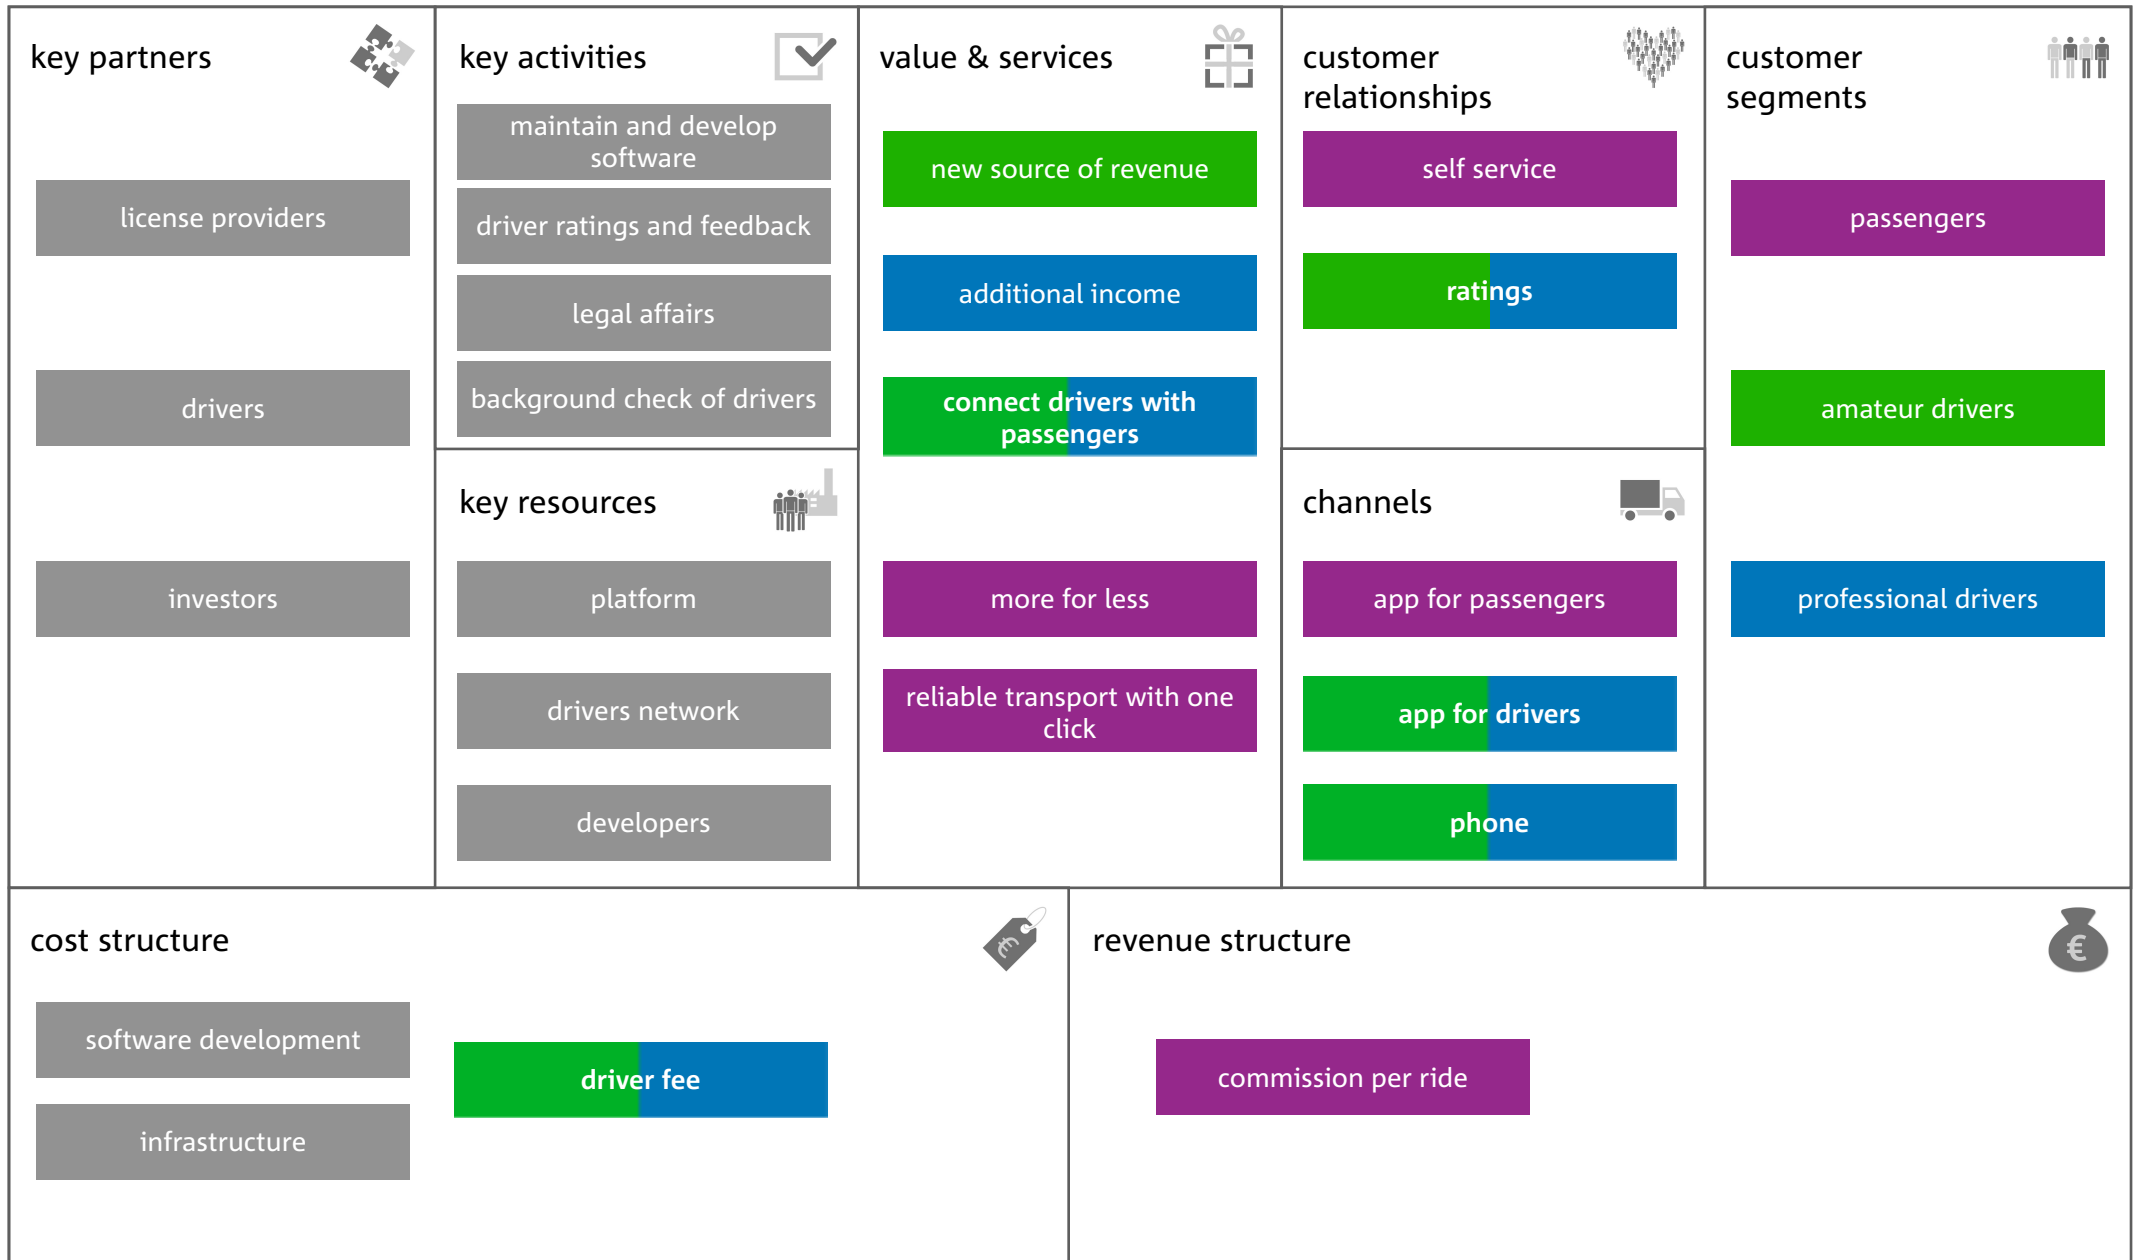 key partners
license providers
drivers
investors
key activities
maintain and develop
software
driver ratings and feedback
legal affairs
background check of drivers
key resources
platform
drivers network
developers
value & services
new source of revenue
additional income
connect drivers with
passengers
more for less
reliable transport with one
click
customer
relationships
self service
ratings
channels
app for passengers
app for drivers
phone
customer
segments
passengers
amateur drivers
professional drivers
cost structure
€
software development
infrastructure
driver fee
revenue structure
€
commission per ride